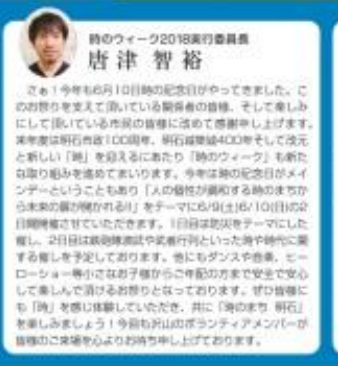 時のウィーク2018実行委員長
唐津 智裕
さぁ！今年も6月10日時の記念日がやってきました。こ
のお祭りを支えて頂いている関係者の皆様、そして楽しみ
にして頂いている市民の皆様に改めて感謝申し上げます。
来年度は明石市政100周年、明石城築城400年そして改元
と新しい「時」を迎えるにあたり「時のウィーク」も新た
な取り組みを進めてまいります。今年は時の記念日がメイ
ンデーということもあり「人の個性が調和する時のまちか
ら未来の扉が開かれる!!」をテーマに6/9(土)6/10(日)の2
日間開催させていただきます。1日目は防災をテーマにした
催し、2日目は鉄砲隊演武や武者行列といった時や時代に関
する催しを予定しております。他にもダンスや音楽、ヒー
ローショー等小さなお子様からご年配の方まで安全で安心
して楽しんで頂けるお祭りとなっております。ぜひ皆様に
も「時」を感じ体験していただき、共に「時のまち 明石」
を楽しみましょう！今回も沢山のボランティアメンバーが
皆様のご来場を心よりお待ち申し上げております。